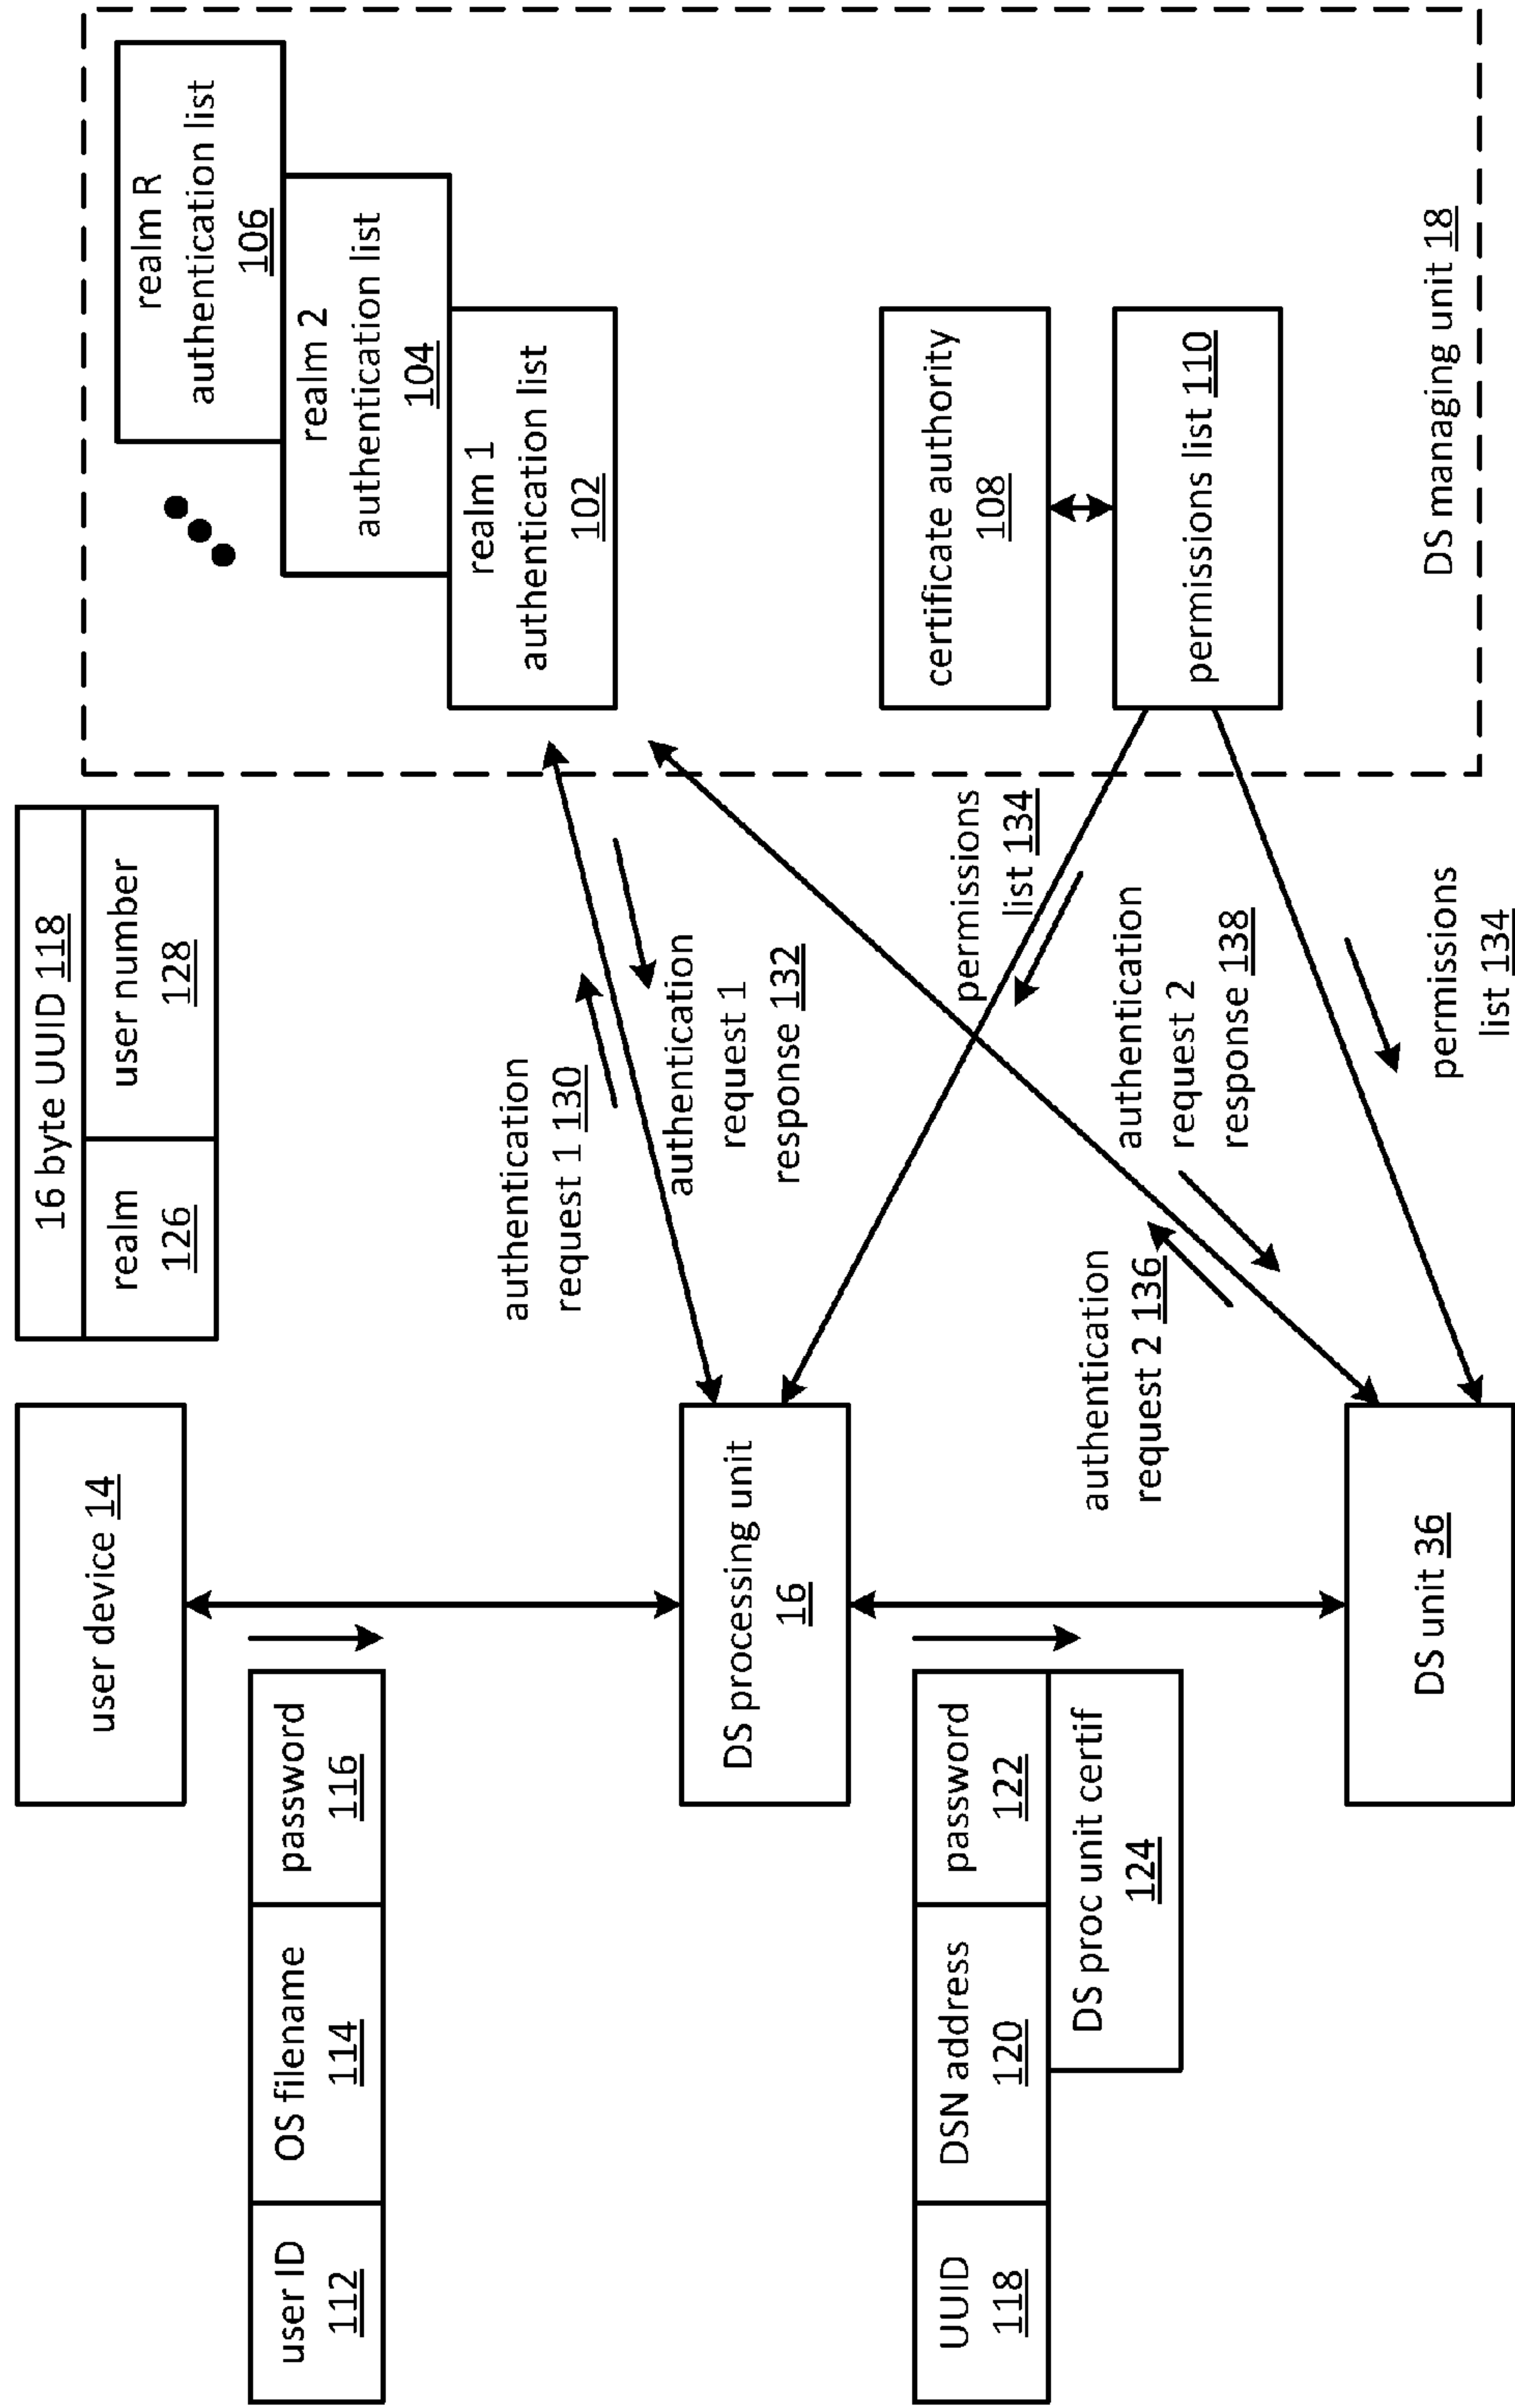 user device 14
16 byte UUID 118
realm
126
user number
128
realm R
authentication list
106
realm 2
authentication list
104
realm 1
authentication list
102
user ID
112
OS filename
114
password
116
authentication
request 1 130
authentication
request 1
response 132
DS processing unit
16
certificate authority
108
permissions list 110
permissions
list 134
UUID
118
DSN address
120
password
122
DS proc unit certif
124
authentication
request 2 136
authentication
request 2
response 138
DS unit 36
permissions
list 134
DS managing unit 18